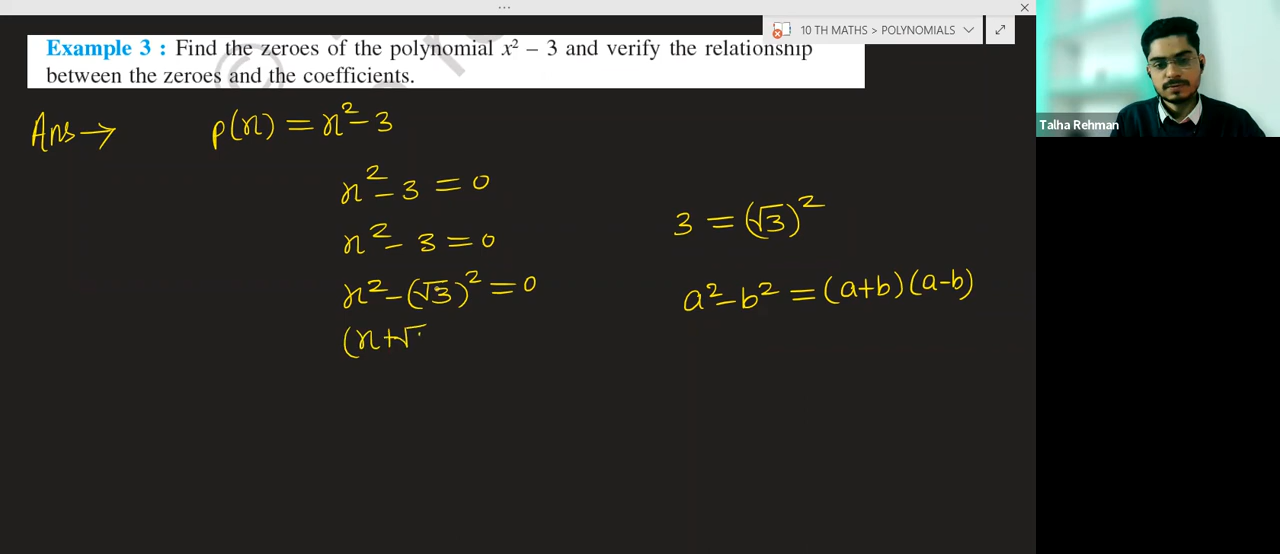 10 TH MATHS > POLYNOMIALS
Example 3 : Find the zeroes of the polynomial x² – 3 and verify the relationship
between the zeroes and the coefficients.
Ans → p(x) = x² - 3
x² - 3 = 0
x² - 3 = 0
x² - (√3)² = 0
(x + √
3 = (√3)²
a² - b² = (a+b)(a-b)
Talha Rehman